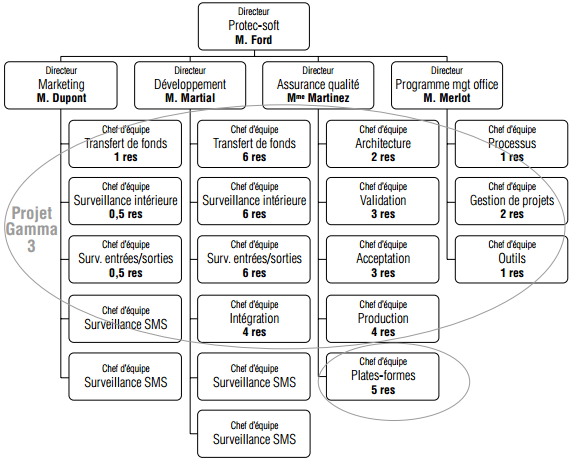 Directeur
Protec-soft
M. Ford
Directeur
Marketing
M. Dupont
Directeur
Développement
M. Martial
Directeur
Assurance qualité
Mme Martinez
Directeur
Programme mgt office
M. Merlot
Chef d'équipe
Transfert de fonds
1 res
Chef d'équipe
Transfert de fonds
6 res
Chef d'équipe
Architecture
2 res
Chef d'équipe
Processus
1 res
Projet
Gamma
3
Chef d'équipe
Surveillance intérieure
0,5 res
Chef d'équipe
Surveillance intérieure
6 res
Chef d'équipe
Validation
3 res
Chef d'équipe
Gestion de projets
2 res
Chef d'équipe
Surv. entrées/sorties
0,5 res
Chef d'équipe
Surv. entrées/sorties
6 res
Chef d'équipe
Acceptation
3 res
Chef d'équipe
Outils
1 res
Chef d'équipe
Surveillance SMS
Chef d'équipe
Intégration
4 res
Chef d'équipe
Production
4 res
Chef d'équipe
Surveillance SMS
Chef d'équipe
Surveillance SMS
Chef d'équipe
Plates-formes
5 res
Chef d'équipe
Surveillance SMS